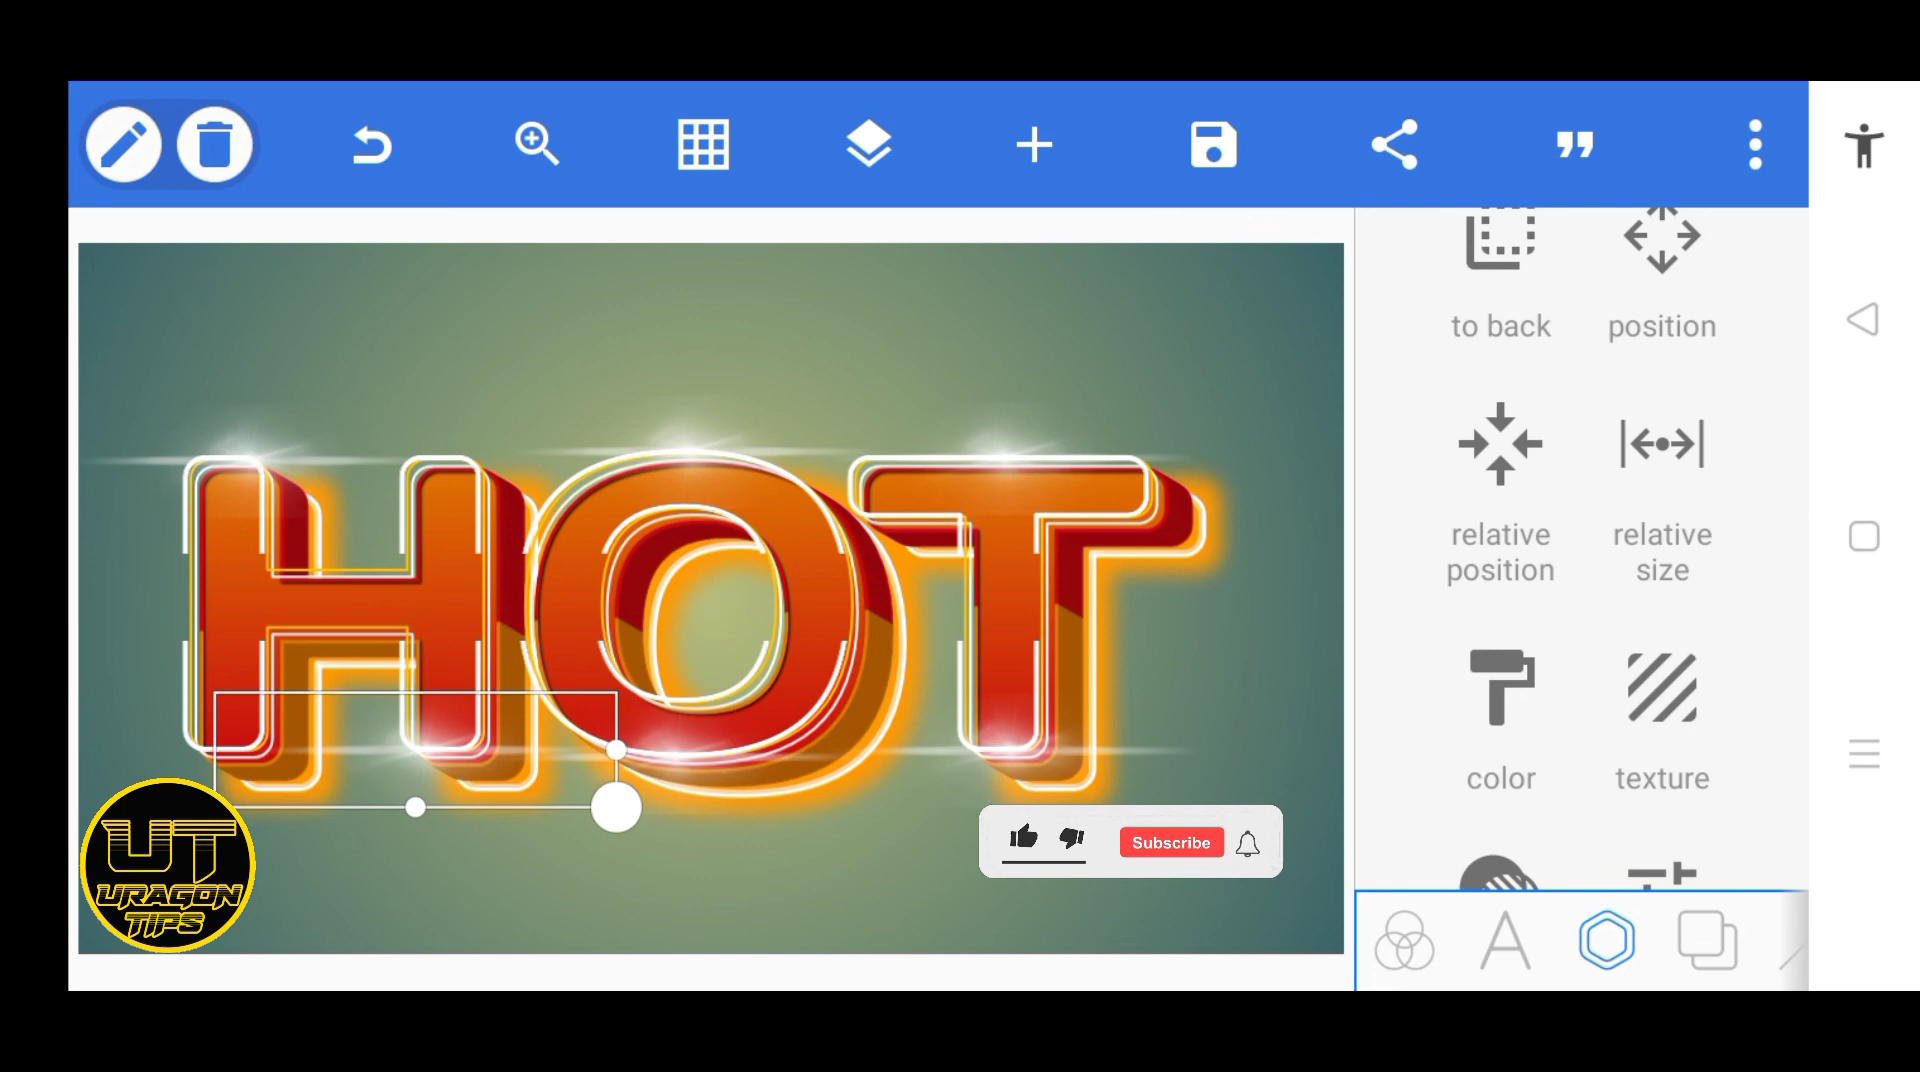 to back
position
relative
position
relative
size
HOT
color
texture
Subscribe
UT
URAGON
TIPS